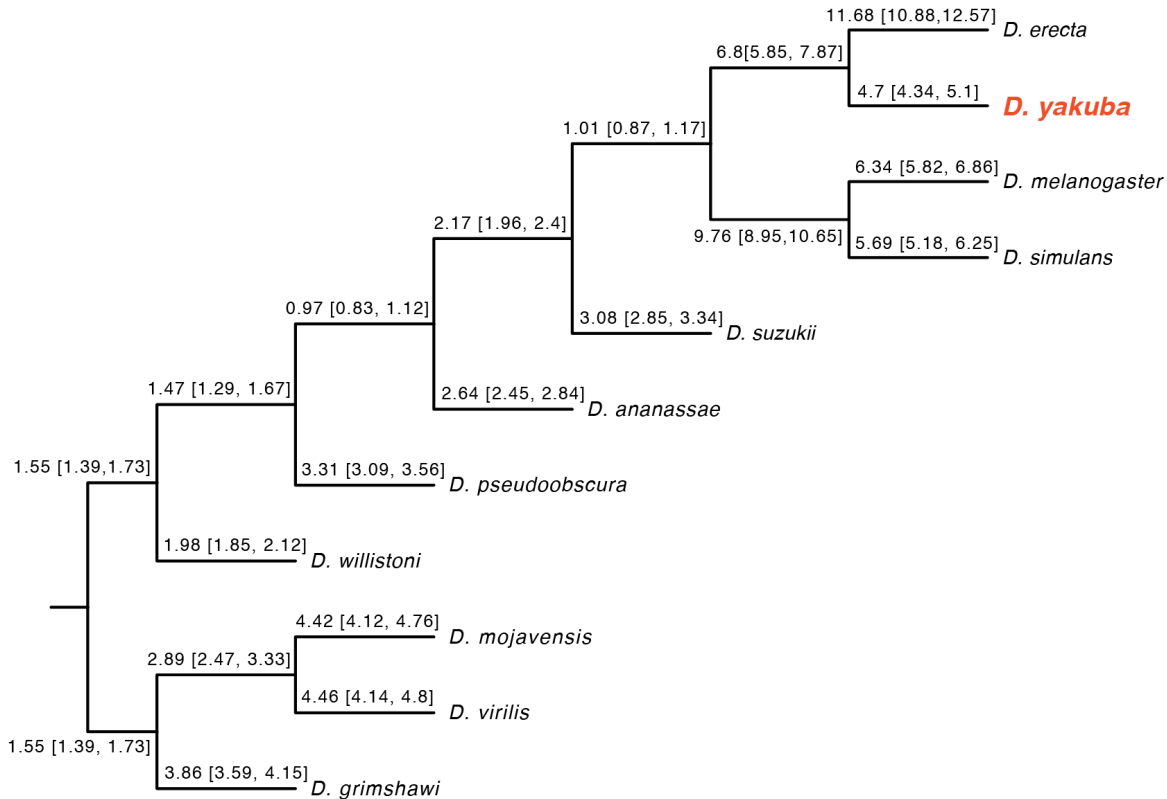 11.68 [10.88,12.57]
D. erecta
6.8[5.85, 7.87]
4.7 [4.34, 5.1]
D. yakuba
1.01 [0.87, 1.17]
6.34 [5.82, 6.86]
D. melanogaster
2.17 [1.96, 2.4]
9.76 [8.95,10.65]
5.69 [5.18, 6.25]
D. simulans
0.97 [0.83, 1.12]
3.08 [2.85, 3.34]
D. suzukii
1.47 [1.29, 1.67]
2.64 [2.45, 2.84]
D. ananassae
1.55 [1.39,1.73]
3.31 [3.09, 3.56]
D. pseudoobscura
1.98 [1.85, 2.12]
D. willistoni
4.42 [4.12, 4.76]
D. mojavensis
2.89 [2.47, 3.33]
4.46 [4.14, 4.8]
D. virilis
1.55 [1.39, 1.73]
3.86 [3.59, 4.15]
D. grimshawi